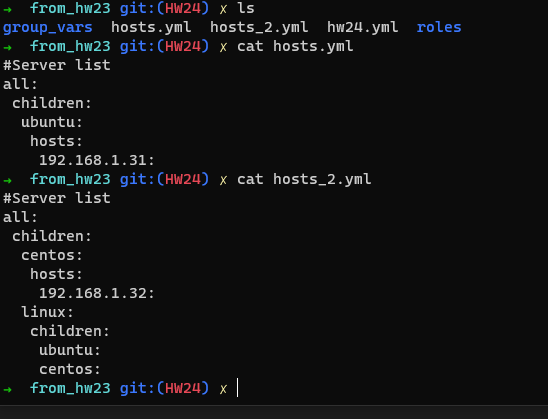 →  from_hw23 git:(HW24) ✗ ls
group_vars  hosts.yml  hosts_2.yml  hw24.yml  roles
→  from_hw23 git:(HW24) ✗ cat hosts.yml
#Server list
all:
 children:
  ubuntu:
   hosts:
    192.168.1.31:
→  from_hw23 git:(HW24) ✗ cat hosts_2.yml
#Server list
all:
 children:
  centos:
   hosts:
    192.168.1.32:
  linux:
   children:
    ubuntu:
    centos:
→  from_hw23 git:(HW24) ✗